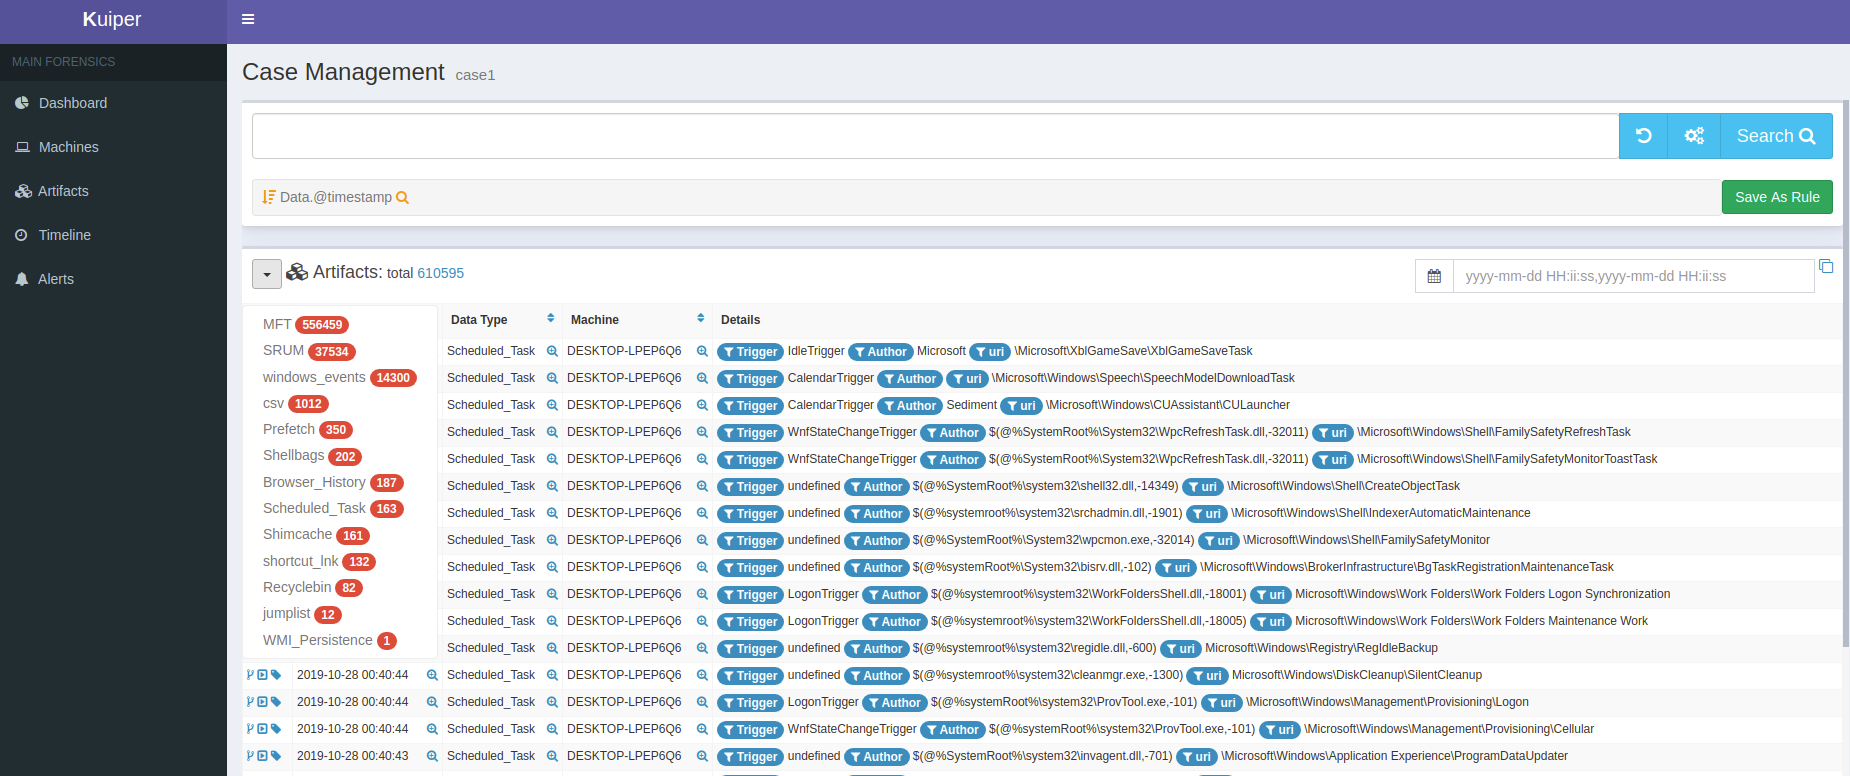 Kuiper
MAIN FORENSICS
Dashboard
Machines
Artifacts
Timeline
Alerts
Case Management case1
Search
Data.@timestamp
Save As Rule
Artifacts: total 610595
yyyy-mm-dd HH:ii:ss,yyyy-mm-dd HH:ii:ss
MFT 556459
SRUM 37534
windows_events 14300
csv 1012
Prefetch 350
Shellbags 202
Browser_History 187
Scheduled_Task 163
Shimcache 161
shortcut_lnk 132
Recyclebin 82
jumplist 12
WMI_Persistence 1
Data Type Machine Details
Scheduled_Task DESKTOP-LPEP6Q6 Trigger IdleTrigger Author Microsoft uri \Microsoft\XblGameSave\XblGameSaveTask
Scheduled_Task DESKTOP-LPEP6Q6 Trigger CalendarTrigger Author uri \Microsoft\Windows\Speech\SpeechModelDownloadTask
Scheduled_Task DESKTOP-LPEP6Q6 Trigger CalendarTrigger Author Sediment uri \Microsoft\Windows\CUAssistant\CULauncher
Scheduled_Task DESKTOP-LPEP6Q6 Trigger WnfStateChangeTrigger Author $(@%SystemRoot%\System32\WpcRefreshTask.dll,-32011) uri \Microsoft\Windows\Shell\FamilySafetyRefreshTask
Scheduled_Task DESKTOP-LPEP6Q6 Trigger WnfStateChangeTrigger Author $(@%SystemRoot%\System32\WpcRefreshTask.dll,-32011) uri \Microsoft\Windows\Shell\FamilySafetyMonitorToastTask
Scheduled_Task DESKTOP-LPEP6Q6 Trigger undefined Author $(@%SystemRoot%\system32\shell32.dll,-14349) uri \Microsoft\Windows\Shell\CreateObjectTask
Scheduled_Task DESKTOP-LPEP6Q6 Trigger undefined Author $(@%systemroot%\system32\srchadmin.dll,-1901) uri \Microsoft\Windows\Shell\IndexerAutomaticMaintenance
Scheduled_Task DESKTOP-LPEP6Q6 Trigger undefined Author $(@%SystemRoot%\System32\wpcmon.exe,-32014) uri \Microsoft\Windows\Shell\FamilySafetyMonitor
Scheduled_Task DESKTOP-LPEP6Q6 Trigger undefined Author $(@%SystemRoot%\System32\bisrv.dll,-102) uri \Microsoft\Windows\BrokerInfrastructure\BgTaskRegistrationMaintenanceTask
Scheduled_Task DESKTOP-LPEP6Q6 Trigger LogonTrigger Author $(@%systemroot%\system32\WorkFoldersShell.dll,-18001) uri Microsoft\Windows\Work Folders\Work Folders Logon Synchronization
Scheduled_Task DESKTOP-LPEP6Q6 Trigger LogonTrigger Author $(@%systemroot%\system32\WorkFoldersShell.dll,-18005) uri Microsoft\Windows\Work Folders\Work Folders Maintenance Work
Scheduled_Task DESKTOP-LPEP6Q6 Trigger undefined Author $(@%systemroot%\system32\regidle.dll,-600) uri Microsoft\Windows\Registry\RegIdleBackup
2019-10-28 00:40:44 Scheduled_Task DESKTOP-LPEP6Q6 Trigger undefined Author $(@%systemroot%\system32\cleanmgr.exe,-1300) uri Microsoft\Windows\DiskCleanup\SilentCleanup
2019-10-28 00:40:44 Scheduled_Task DESKTOP-LPEP6Q6 Trigger LogonTrigger Author $(@%systemRoot%\system32\ProvTool.exe,-101) uri \Microsoft\Windows\Management\Provisioning\Logon
2019-10-28 00:40:44 Scheduled_Task DESKTOP-LPEP6Q6 Trigger WnfStateChangeTrigger Author $(@%systemRoot%\system32\ProvTool.exe,-101) uri \Microsoft\Windows\Management\Provisioning\Cellular
2019-10-28 00:40:43 Scheduled_Task DESKTOP-LPEP6Q6 Trigger undefined Author $(@%SystemRoot%\system32\invagent.dll,-701) uri \Microsoft\Windows\Application Experience\ProgramDataUpdater